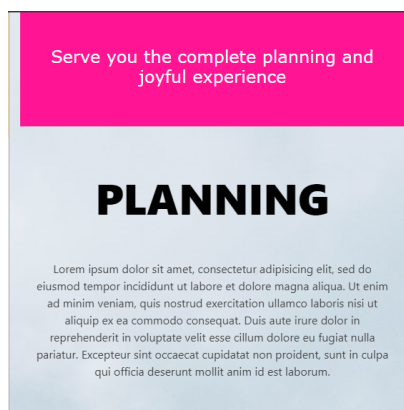 Serve you the complete planning and
joyful experience
PLANNING
Lorem ipsum dolor sit amet, consectetur adipisicing elit, sed do
eiusmod tempor incididunt ut labore et dolore magna aliqua. Ut enim
ad minim veniam, quis nostrud exercitation ullamco laboris nisi ut
aliquip ex ea commodo consequat. Duis aute irure dolor in
reprehenderit in voluptate velit esse cillum dolore eu fugiat nulla
pariatur. Excepteur sint occaecat cupidatat non proident, sunt in culpa
qui officia deserunt mollit anim id est laborum.